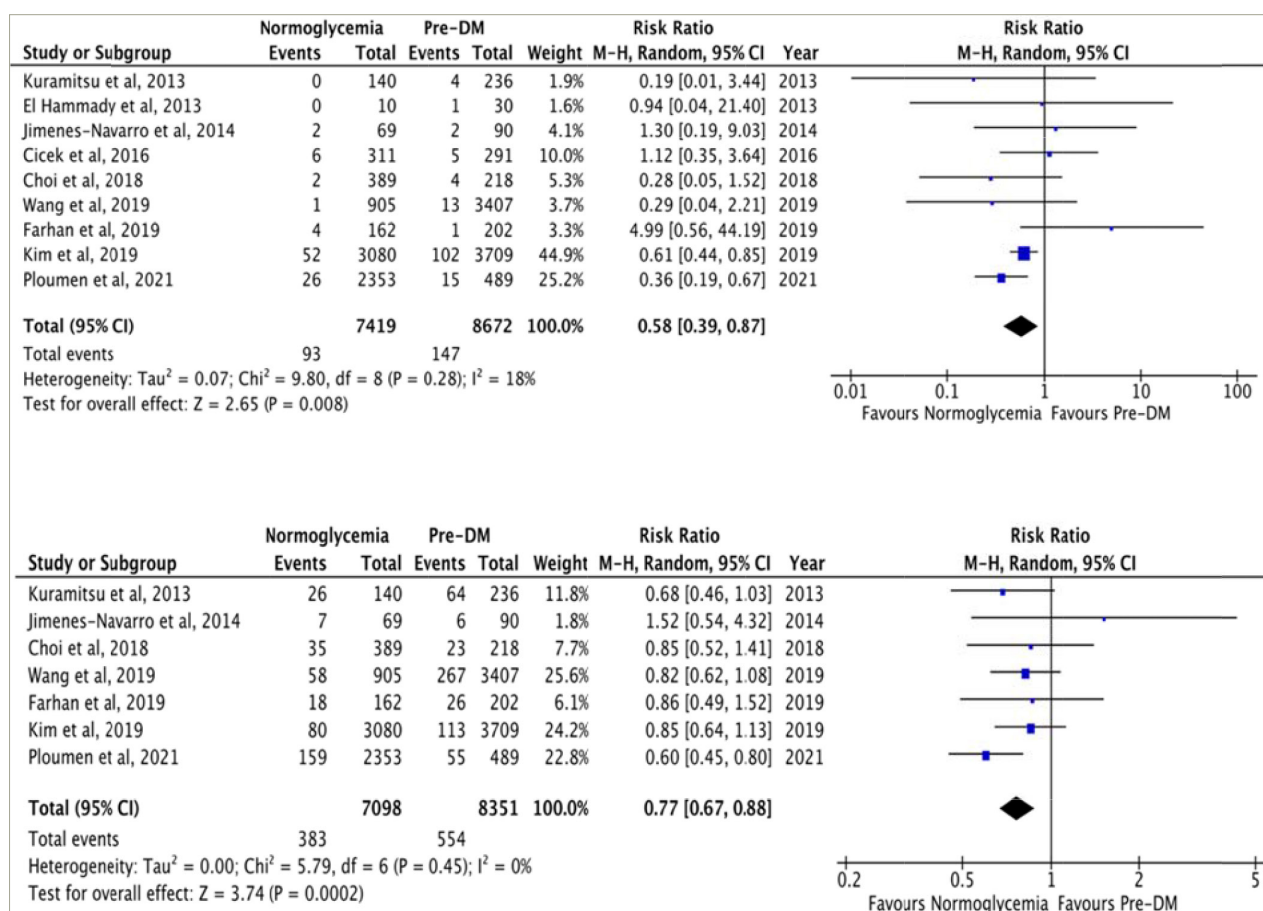 Normoglycemia Pre-DM Risk Ratio Risk Ratio
Study or Subgroup Events Total Events Total Weight M-H, Random, 95% CI Year M-H, Random, 95% CI
Kuramitsu et al, 2013 0 140 4 236 1.9% 0.19 [0.01, 3.44] 2013
El Hammady et al, 2013 0 10 1 30 1.6% 0.94 [0.04, 21.40] 2013
Jimenes-Navarro et al, 2014 2 69 2 90 4.1% 1.30 [0.19, 9.03] 2014
Cicek et al, 2016 6 311 5 291 10.0% 1.12 [0.35, 3.64] 2016
Choi et al, 2018 2 389 4 218 5.3% 0.28 [0.05, 1.52] 2018
Wang et al, 2019 1 905 13 3407 3.7% 0.29 [0.04, 2.21] 2019
Farhan et al, 2019 4 162 1 202 3.3% 4.99 [0.56, 44.19] 2019
Kim et al, 2019 52 3080 102 3709 44.9% 0.61 [0.44, 0.85] 2019
Ploumen et al, 2021 26 2353 15 489 25.2% 0.36 [0.19, 0.67] 2021
Total (95% CI) 7419 8672 100.0% 0.58 [0.39, 0.87]
Total events 93 147
Heterogeneity: Tau² = 0.07; Chi² = 9.80, df = 8 (P = 0.28); I² = 18%
Test for overall effect: Z = 2.65 (P = 0.008)
0.01 0.1 1 10 100
Favours Normoglycemia Favours Pre-DM
Normoglycemia Pre-DM Risk Ratio Risk Ratio
Study or Subgroup Events Total Events Total Weight M-H, Random, 95% CI Year M-H, Random, 95% CI
Kuramitsu et al, 2013 26 140 64 236 11.8% 0.68 [0.46, 1.03] 2013
Jimenes-Navarro et al, 2014 7 69 6 90 1.8% 1.52 [0.54, 4.32] 2014
Choi et al, 2018 35 389 23 218 7.7% 0.85 [0.52, 1.41] 2018
Wang et al, 2019 58 905 267 3407 25.6% 0.82 [0.62, 1.08] 2019
Farhan et al, 2019 18 162 26 202 6.1% 0.86 [0.49, 1.52] 2019
Kim et al, 2019 80 3080 113 3709 24.2% 0.85 [0.64, 1.13] 2019
Ploumen et al, 2021 159 2353 55 489 22.8% 0.60 [0.45, 0.80] 2021
Total (95% CI) 7098 8351 100.0% 0.77 [0.67, 0.88]
Total events 383 554
Heterogeneity: Tau² = 0.00; Chi² = 5.79, df = 6 (P = 0.45); I² = 0%
Test for overall effect: Z = 3.74 (P = 0.0002)
0.2 0.5 1 2 5
Favours Normoglycemia Favours Pre-DM